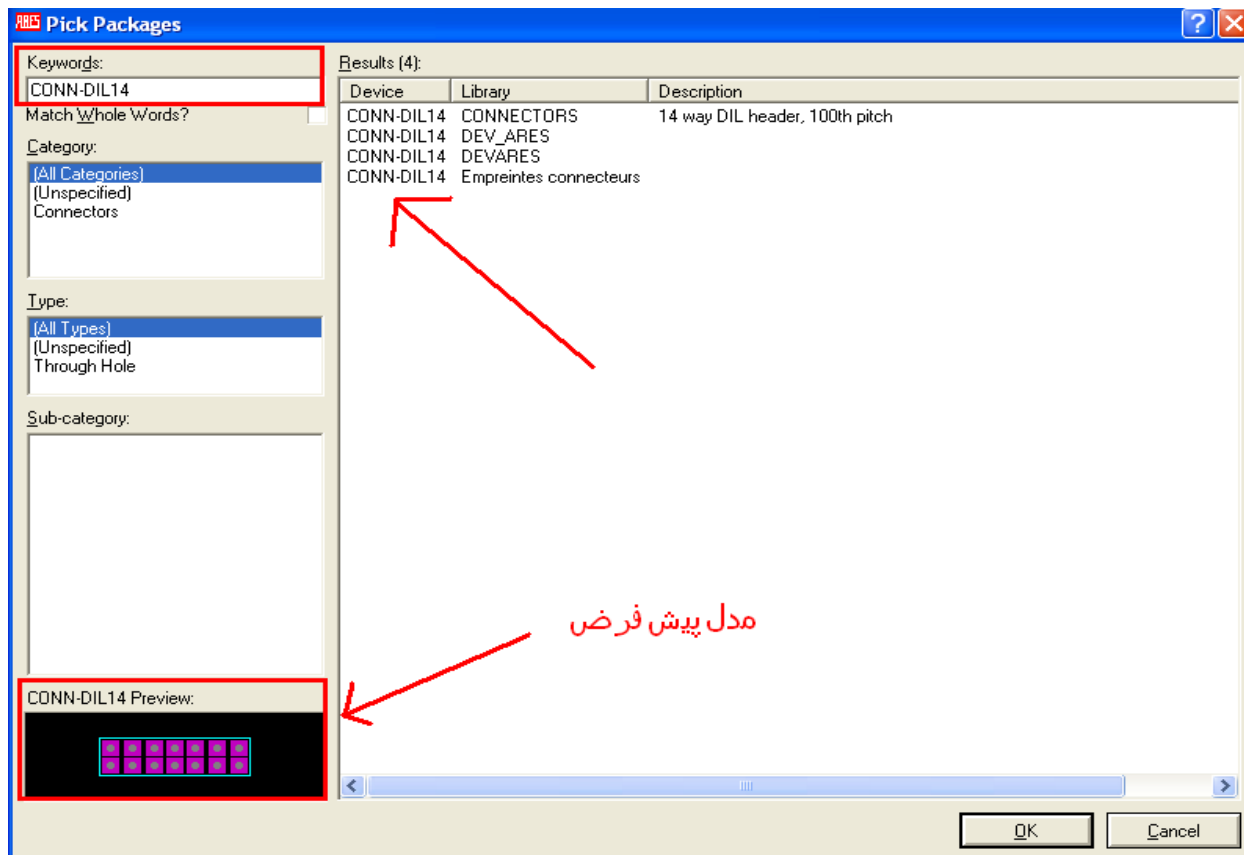 ARES Pick Packages
Keywords:
CONN-DIL14
Match Whole Words?
Category:
(All Categories)
(Unspecified)
Connectors
Type:
(All Types)
(Unspecified)
Through Hole
Sub-category:
CONN-DIL14 Preview:
Results (4):
Device Library Description
CONN-DIL14 CONNECTORS 14 way DIL header, 100th pitch
CONN-DIL14 DEV_ARES
CONN-DIL14 DEVARES
CONN-DIL14 Empreintes connecteurs
مدل پیش فرض
OK Cancel